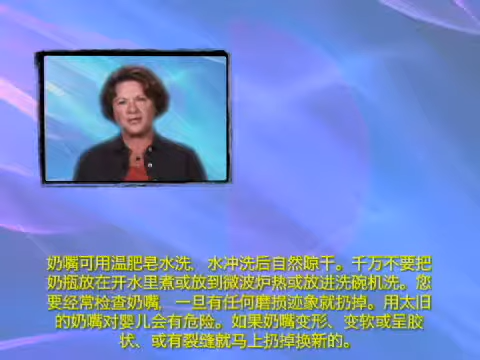 奶嘴可用温肥皂水洗，水冲洗后自然晾干。千万不要把
奶瓶放在开水里煮或放到微波炉热或放进洗碗机洗。您
要经常检查奶嘴，一旦有任何磨损迹象就扔掉。用太旧
的奶嘴对婴儿会有危险。如果奶嘴变形、变软或呈胶
状、或有裂缝就马上扔掉换新的。